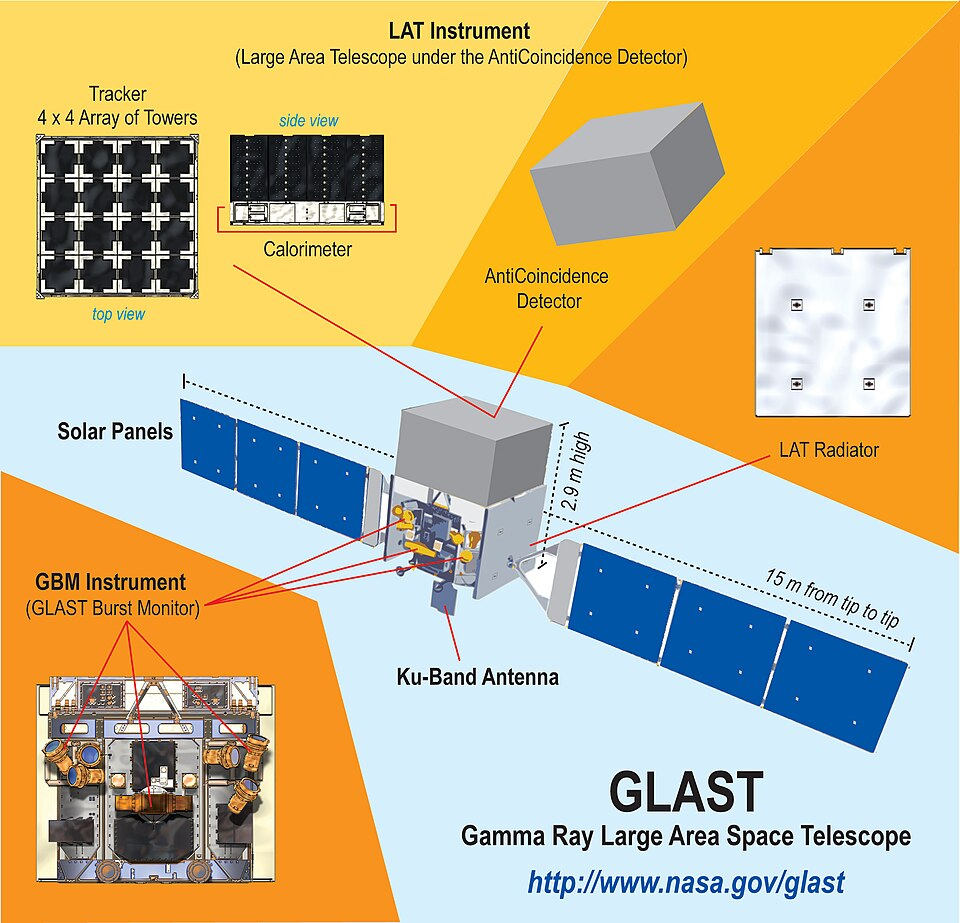 LAT Instrument
(Large Area Telescope under the AntiCoincidence Detector)
Tracker
4 x 4 Array of Towers
side view
Calorimeter
top view
AntiCoincidence
Detector
LAT Radiator
Solar Panels
2.9 m high
15 m from tip to tip
GBM Instrument
(GLAST Burst Monitor)
Ku-Band Antenna
GLAST
Gamma Ray Large Area Space Telescope
http://www.nasa.gov/glast